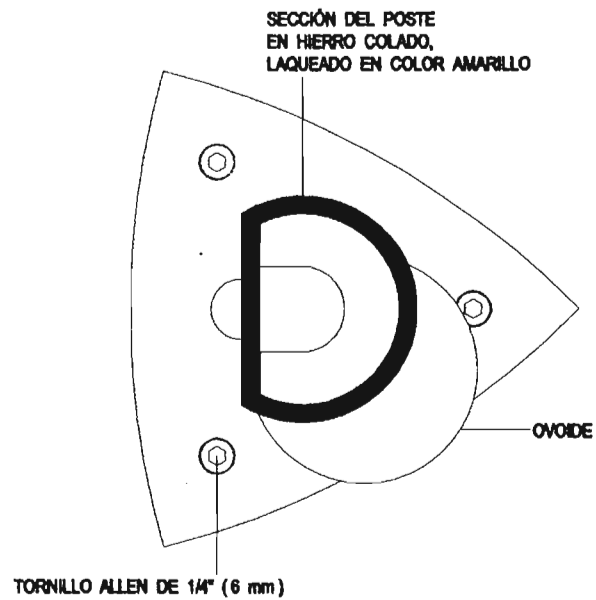 SECCIÓN DEL POSTE
EN HIERRO COLADO,
LAQUEADO EN COLOR AMARILLO
OVOIDE
TORNILLO ALLEN DE 1/4" ( 6 mm )